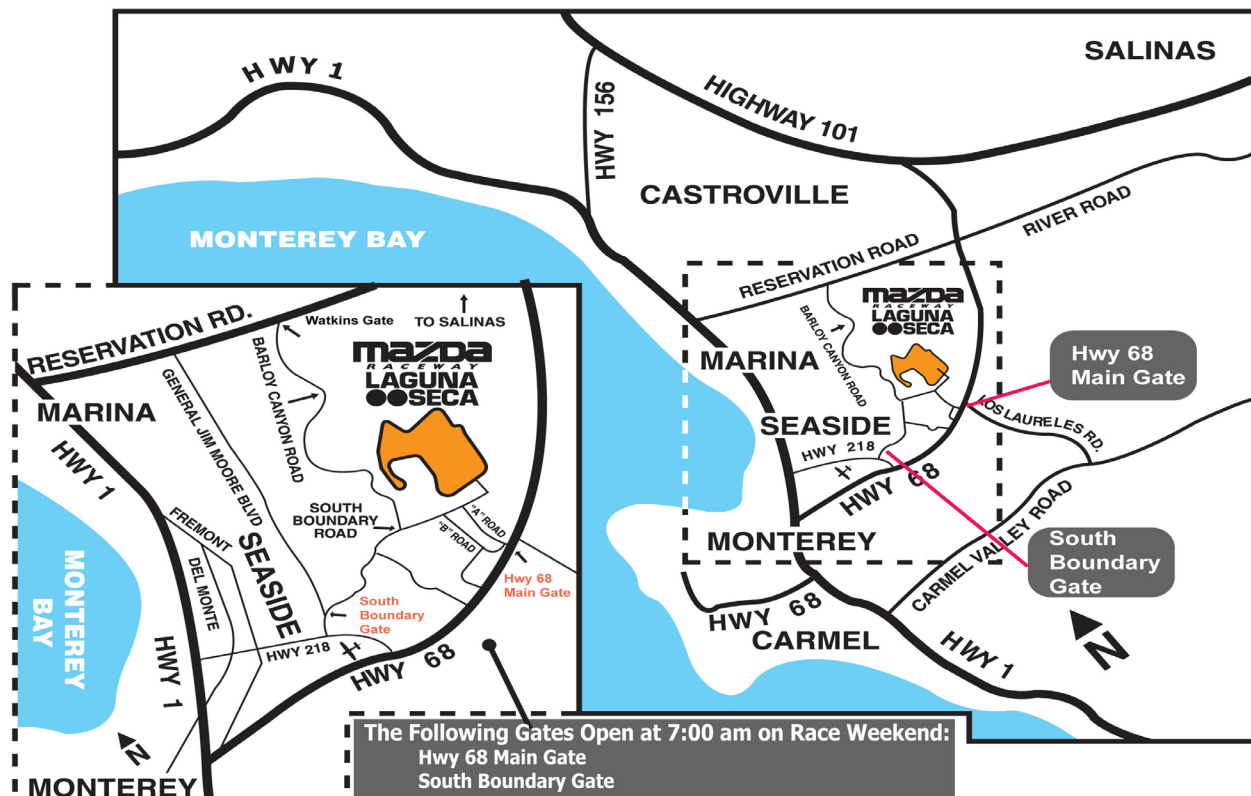 HWY 1
HWY 156
HIGHWAY 101
SALINAS
CASTROVILLE
MONTEREY BAY
RESERVATION ROAD
RIVER ROAD
BARLOY CANYON ROAD
mazda
RACEWAY
LAGUNA
SECA
MARINA
SEASIDE
HWY 218
HWY 68
MONTEREY
LOS LAURELES RD.
CARMEL VALLEY ROAD
HWY 68
CARMEL
HWY 1
N
Hwy 68
Main Gate
South
Boundary
Gate
RESERVATION RD.
Watkins Gate
TO SALINAS
mazda
RACEWAY
LAGUNA
SECA
MARINA
HWY 1
GENERAL JIM MOORE BLVD
BARLOY CANYON ROAD
SOUTH
BOUNDARY
ROAD
"A" ROAD
"B" ROAD
FREMONT
DEL MONTE
SEASIDE
MONTEREY
BAY
Hwy 68
Main Gate
South
Boundary
Gate
HWY 218
HWY 68
HWY 1
N
MONTEREY
The Following Gates Open at 7:00 am on Race Weekend:
Hwy 68 Main Gate
South Boundary Gate